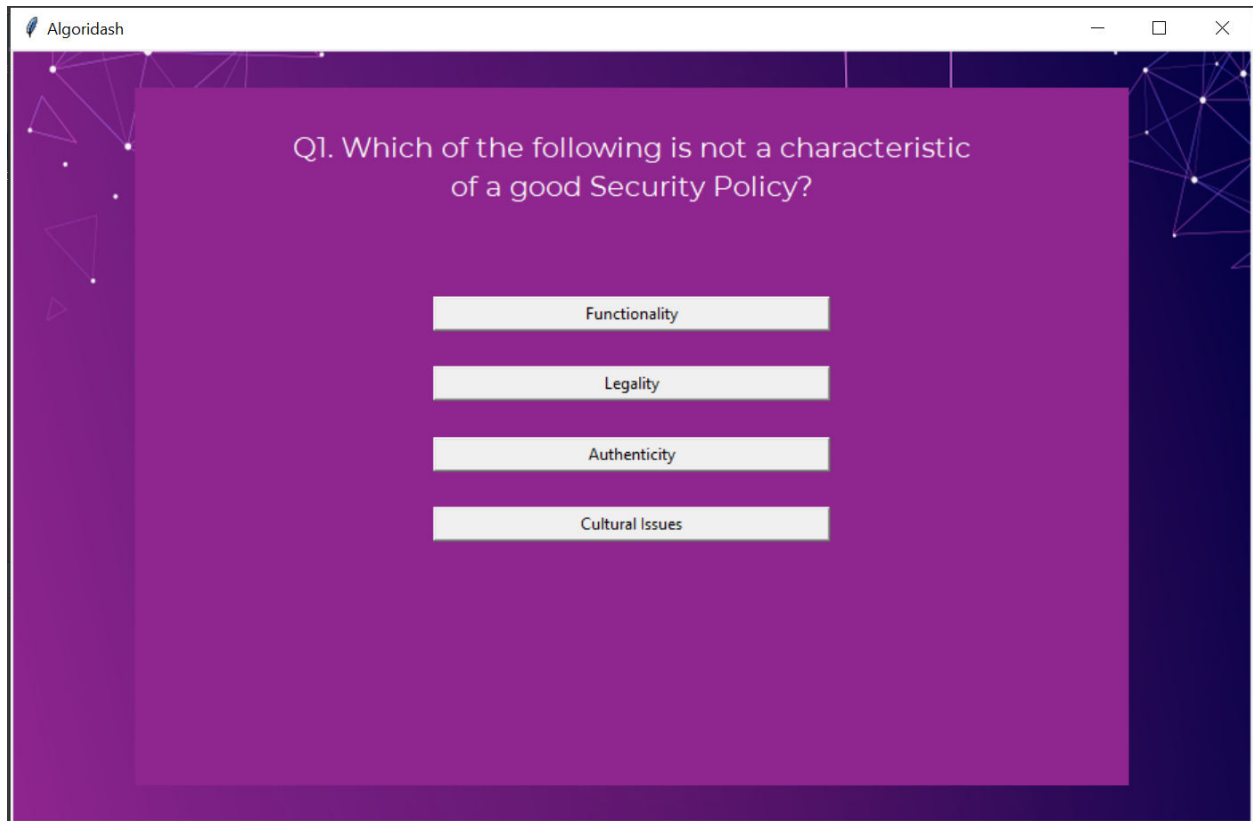 Algoridash
Q1. Which of the following is not a characteristic
of a good Security Policy?
Functionality
Legality
Authenticity
Cultural Issues